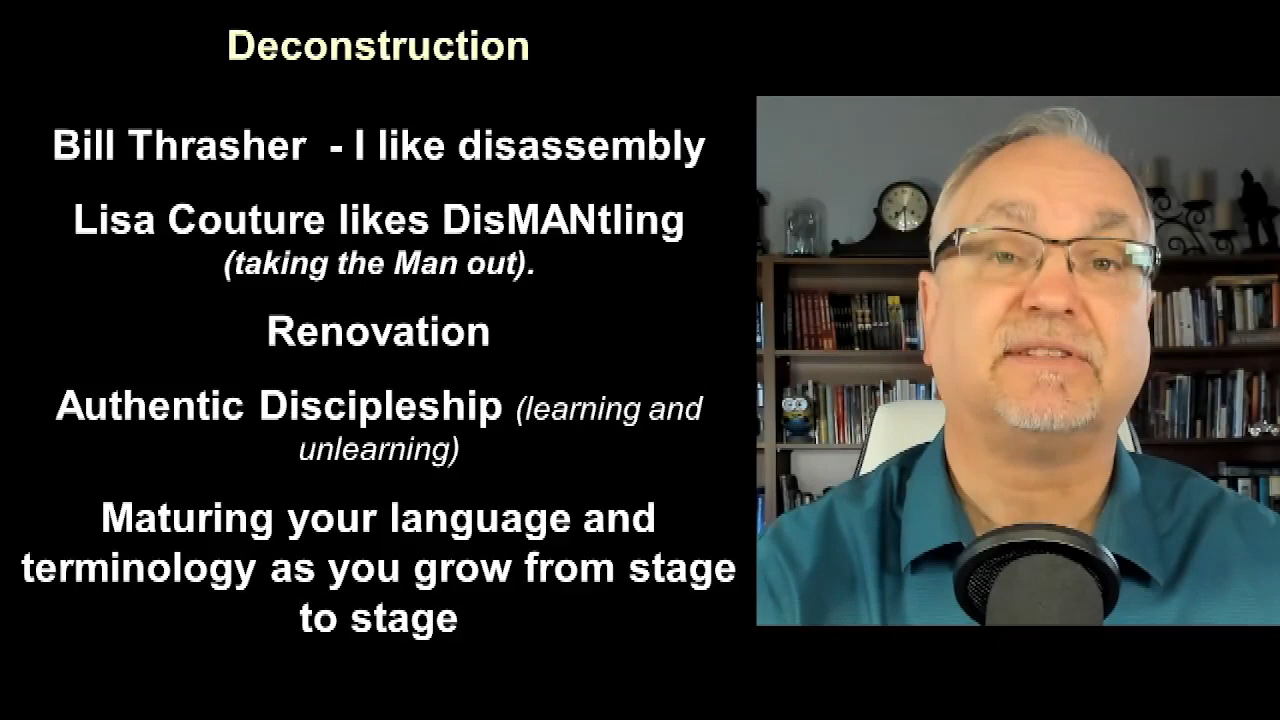 Deconstruction
Bill Thrasher - I like disassembly
Lisa Couture likes DisMANtling
(taking the Man out).
Renovation
Authentic Discipleship (learning and
unlearning)
Maturing your language and
terminology as you grow from stage
to stage